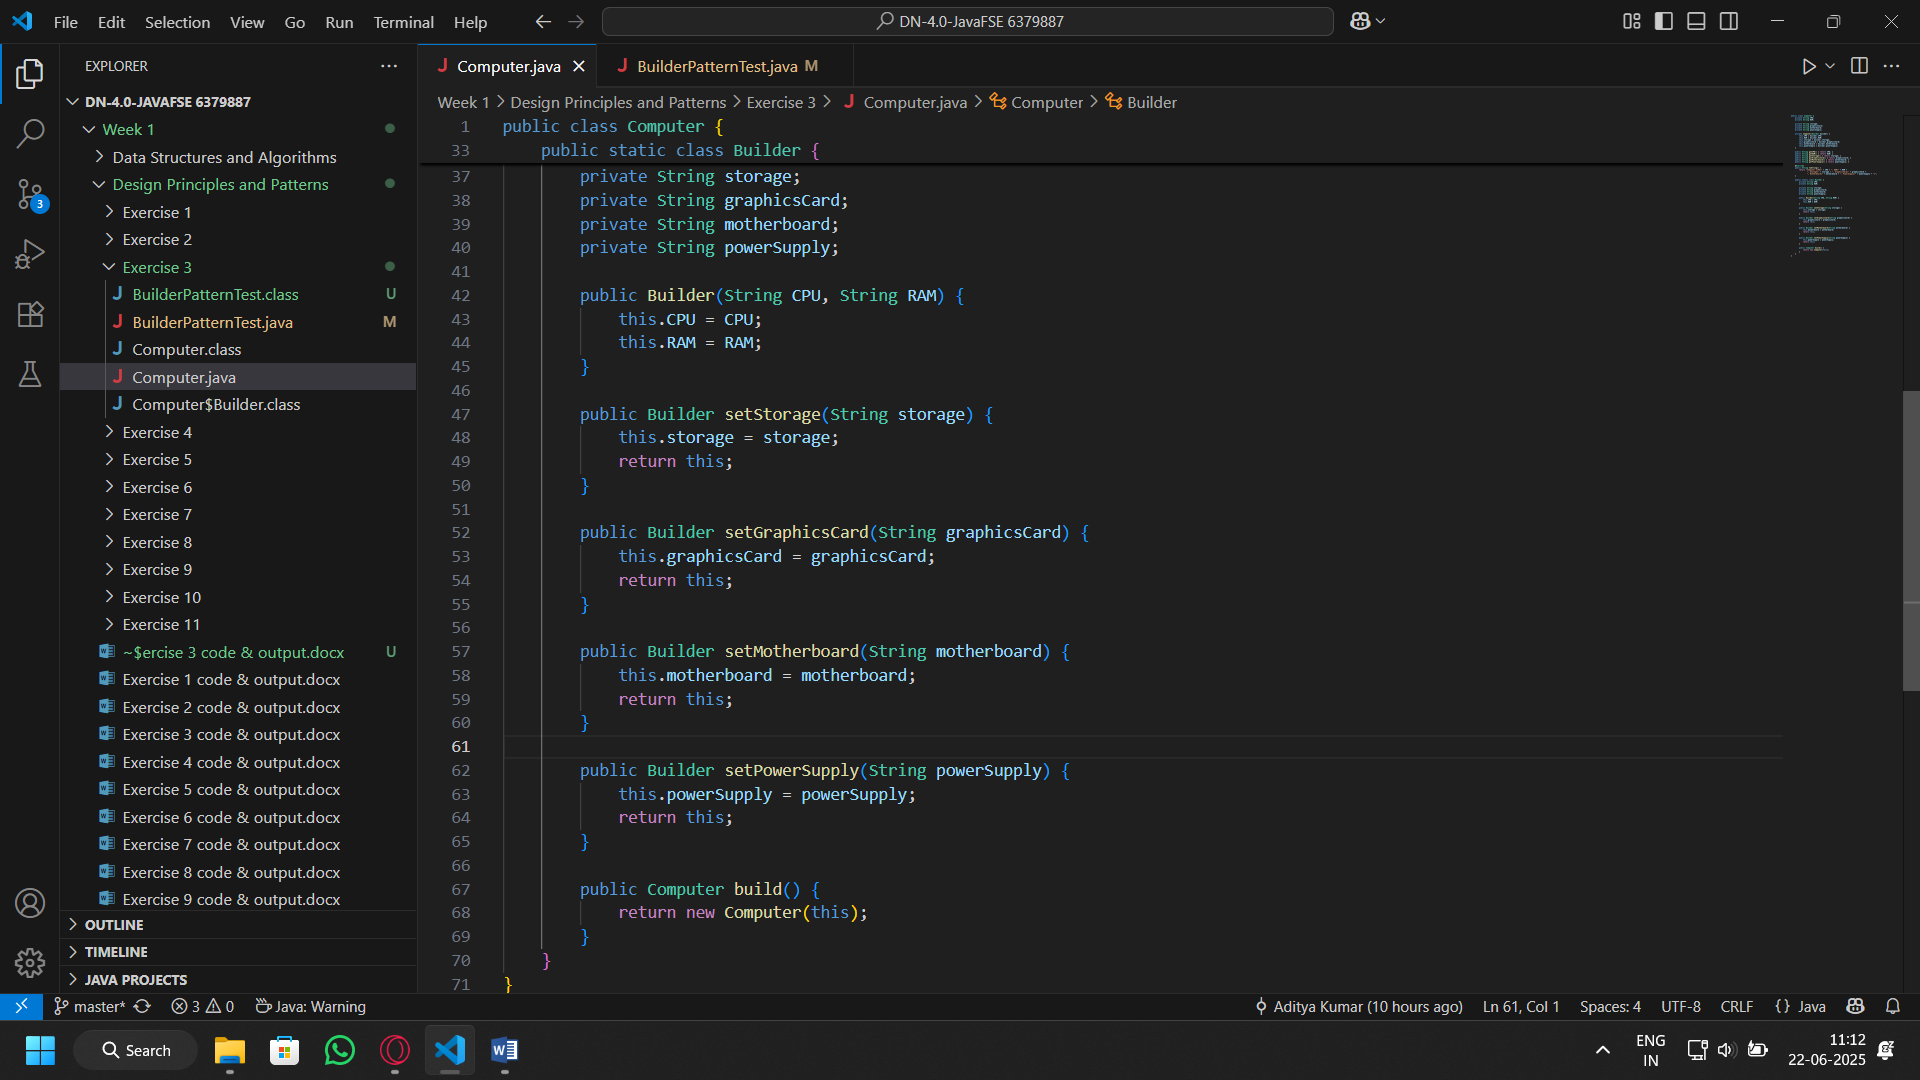 File Edit Selection View Go Run Terminal Help
DN-4.0-JavaFSE 6379887
EXPLORER
DN-4.0-JAVAFSE 6379887
Week 1
Data Structures and Algorithms
Design Principles and Patterns
Exercise 1
Exercise 2
Exercise 3
BuilderPatternTest.class U
BuilderPatternTest.java M
Computer.class
Computer.java
Computer$Builder.class
Exercise 4
Exercise 5
Exercise 6
Exercise 7
Exercise 8
Exercise 9
Exercise 10
Exercise 11
~$ercise 3 code & output.docx U
Exercise 1 code & output.docx
Exercise 2 code & output.docx
Exercise 3 code & output.docx
Exercise 4 code & output.docx
Exercise 5 code & output.docx
Exercise 6 code & output.docx
Exercise 7 code & output.docx
Exercise 8 code & output.docx
Exercise 9 code & output.docx
OUTLINE
TIMELINE
JAVA PROJECTS
3
Computer.java BuilderPatternTest.java M
Week 1 > Design Principles and Patterns > Exercise 3 > Computer.java > Computer > Builder
1 public class Computer {
33 public static class Builder {
37 private String storage;
38 private String graphicsCard;
39 private String motherboard;
40 private String powerSupply;
41
42 public Builder(String CPU, String RAM) {
43 this.CPU = CPU;
44 this.RAM = RAM;
45 }
46
47 public Builder setStorage(String storage) {
48 this.storage = storage;
49 return this;
50 }
51
52 public Builder setGraphicsCard(String graphicsCard) {
53 this.graphicsCard = graphicsCard;
54 return this;
55 }
56
57 public Builder setMotherboard(String motherboard) {
58 this.motherboard = motherboard;
59 return this;
60 }
61
62 public Builder setPowerSupply(String powerSupply) {
63 this.powerSupply = powerSupply;
64 return this;
65 }
66
67 public Computer build() {
68 return new Computer(this);
69 }
70 }
71 }
master* 3 0 Java: Warning Aditya Kumar (10 hours ago) Ln 61, Col 1 Spaces: 4 UTF-8 CRLF {} Java
Search
ENG
IN
11:12
22-06-2025